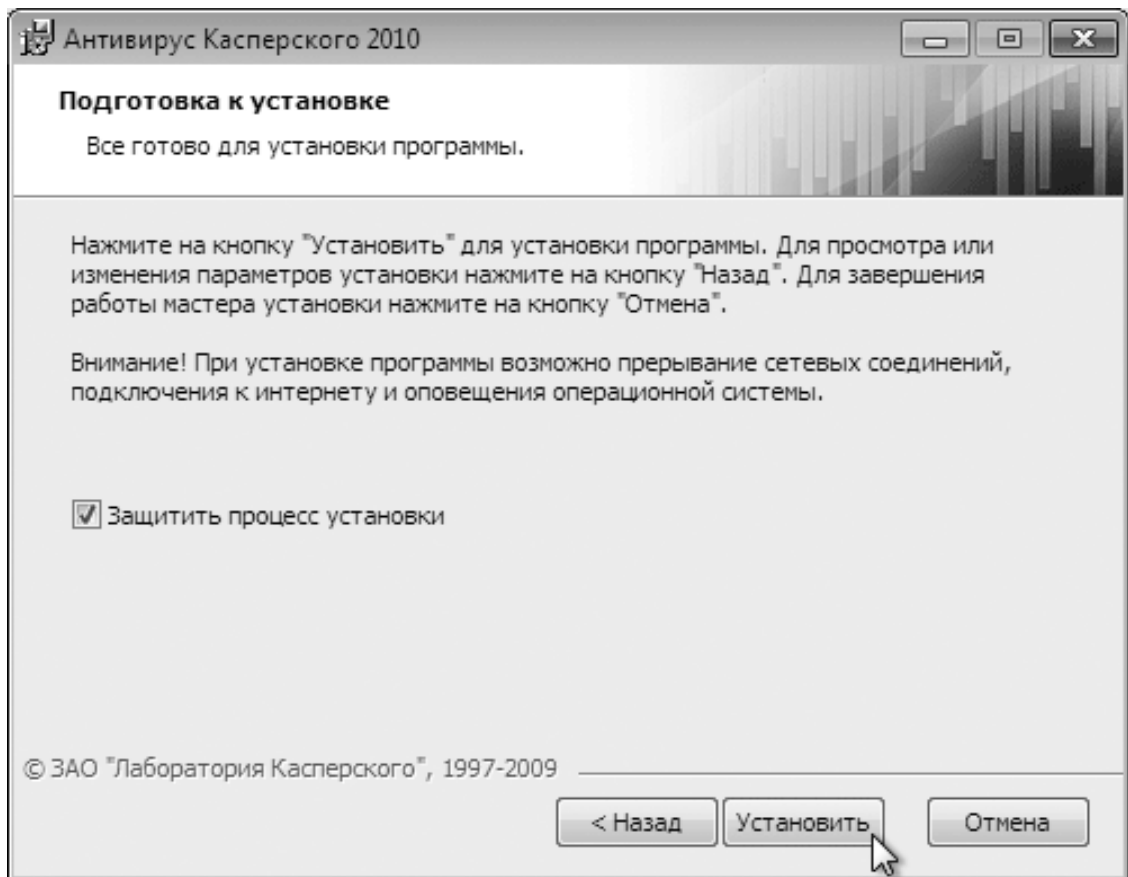 Антивирус Касперского 2010
Подготовка к установке
Все готово для установки программы.
Нажмите на кнопку "Установить" для установки программы. Для просмотра или
изменения параметров установки нажмите на кнопку "Назад". Для завершения
работы мастера установки нажмите на кнопку "Отмена".
Внимание! При установке программы возможно прерывание сетевых соединений,
подключения к интернету и оповещения операционной системы.
Защитить процесс установки
© ЗАО "Лаборатория Касперского", 1997-2009
< Назад Установить Отмена